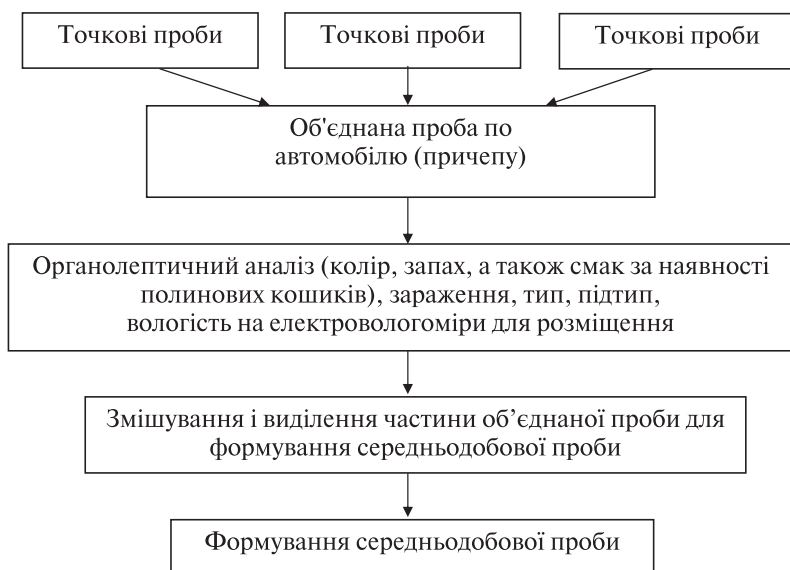 Точкові проби
Точкові проби
Точкові проби
Об'єднана проба по
автомобілю (причепу)
Органолептичний аналіз (колір, запах, а також смак за наявності
полинових кошиків), зараження, тип, підтип,
вологість на електровологоміри для розміщення
Змішування і виділення частини об’єднаної проби для
формування середньодобової проби
Формування середньодобової проби